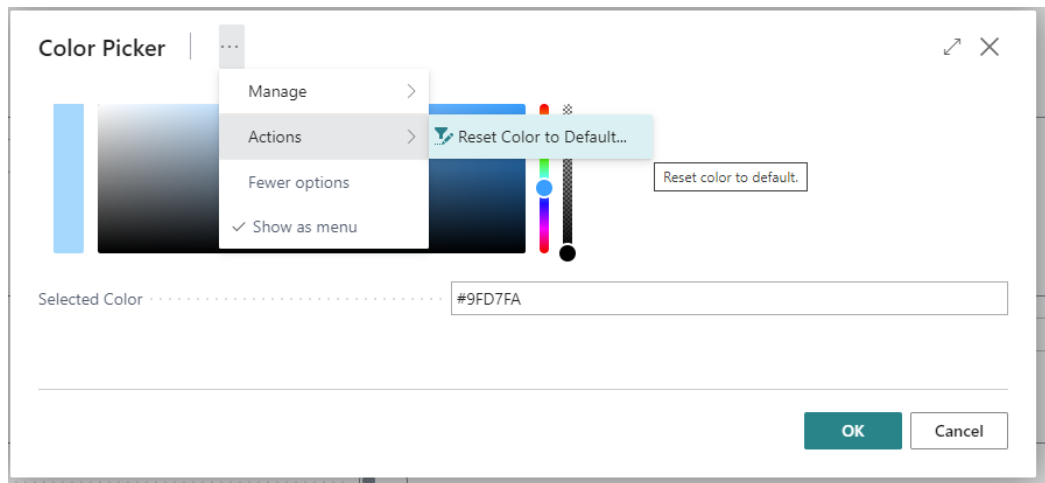 Color Picker
...
Manage
Actions
Reset Color to Default...
Fewer options
Reset color to default.
Show as menu
Selected Color
#9FD7FA
OK
Cancel